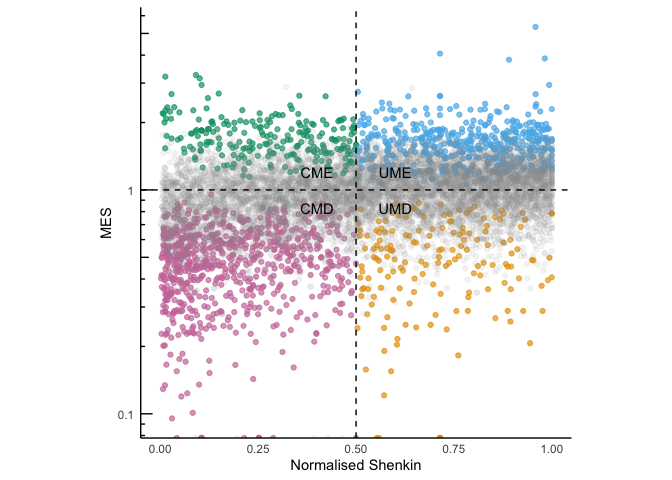 MES
1
0.1
CME
UME
CMD
UMD
0.00
0.25
0.50
0.75
1.00
Normalised Shenkin